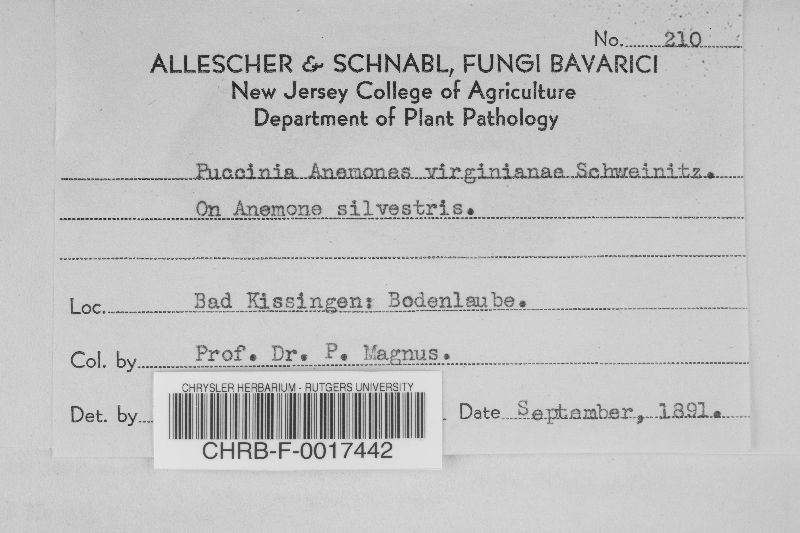 No. 210
ALLESCHER & SCHNABL, FUNGI BAVARICI
New Jersey College of Agriculture
Department of Plant Pathology
Puccinia Anemones virginianae Schweinitz.
On Anemone silvestris.
Loc. Bad Kissingen: Bodenlaube.
Col. by Prof. Dr. P. Magnus.
Det. by Date September, 1891.
CHRYSLER HERBARIUM - RUTGERS UNIVERSITY
CHRB-F-0017442